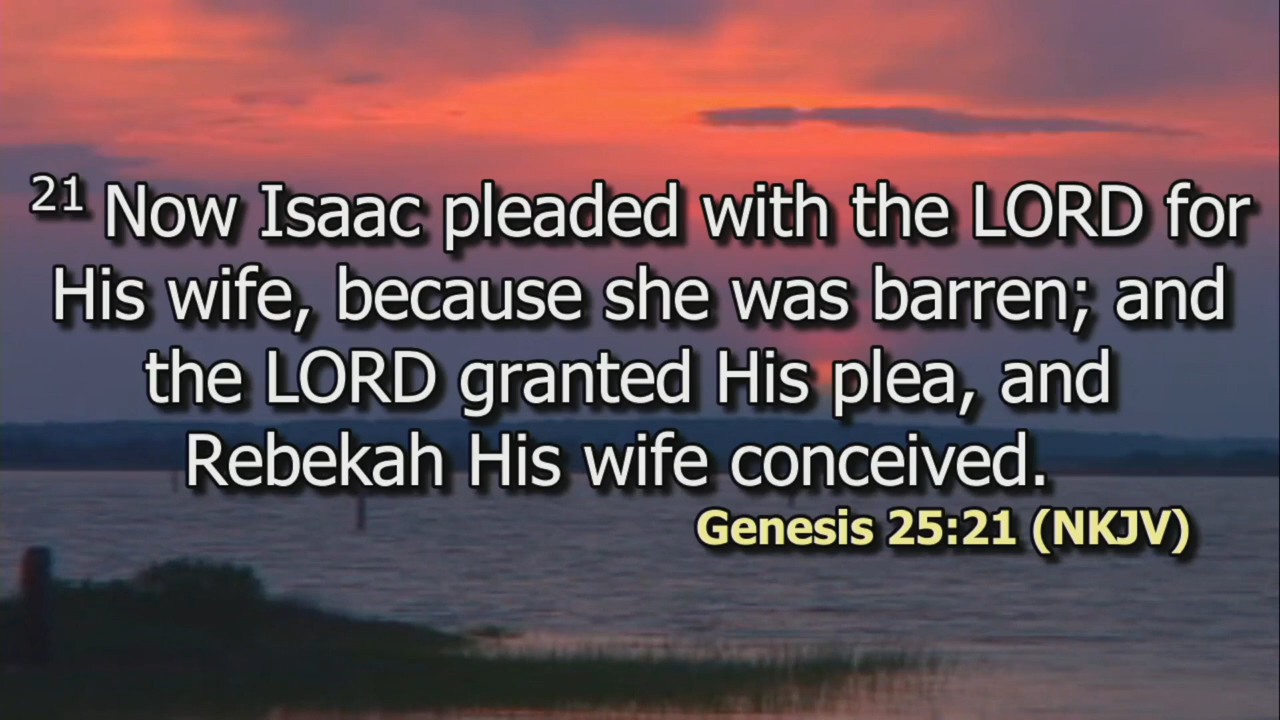 21 Now Isaac pleaded with the LORD for
His wife, because she was barren; and
the LORD granted His plea, and
Rebekah His wife conceived.
Genesis 25:21 (NKJV)